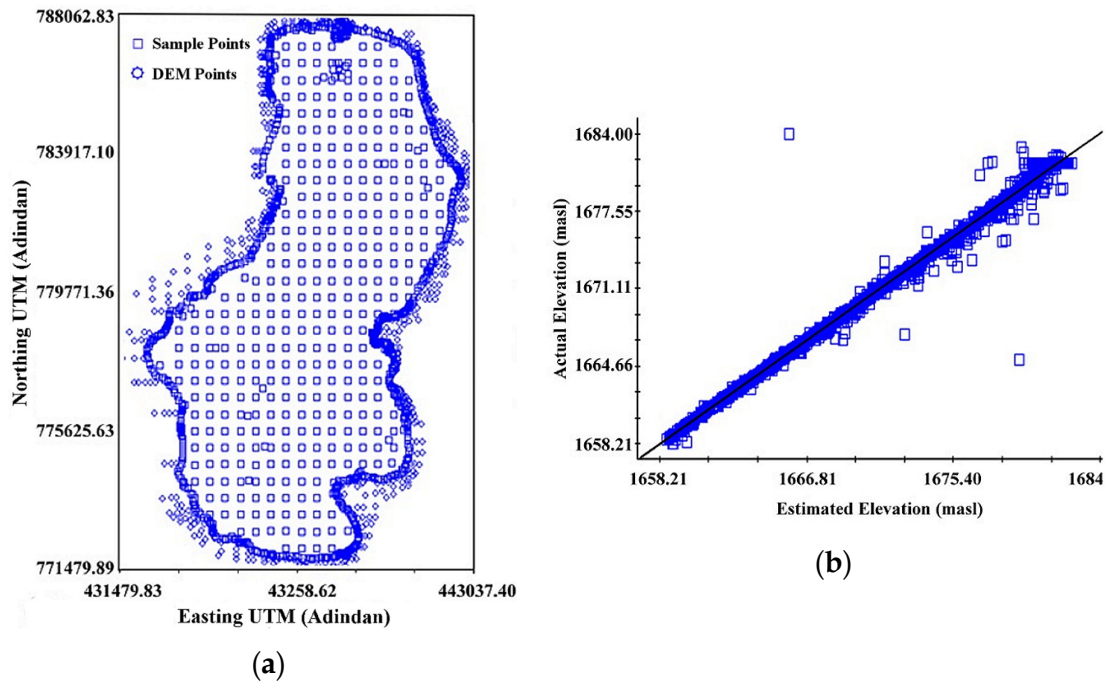 788062.83
Sample Points
DEM Points
783917.10
Northing UTM (Adindan)
779771.36
775625.63
771479.89
431479.83 43258.62 443037.40
Easting UTM (Adindan)
(a)
1684.00
1677.55
Actual Elevation (masl)
1671.11
1664.66
1658.21
1658.21 1666.81 1675.40 1684
Estimated Elevation (masl)
(b)